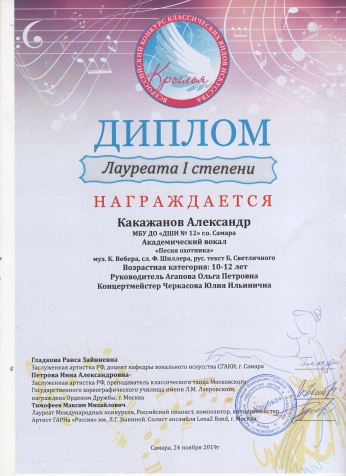 ВСЕРОССИЙСКИЙ КОНКУРС КЛАССИЧЕСКИХ ВИДОВ ИСКУССТВА
Крылья
ДИПЛОМ
Лауреата I степени
НАГРАЖДАЕТСЯ
Какажанов Александр
МБУ ДО «ДШИ № 12» г.о. Самара
Академический вокал
«Песня охотника»
муз. К. Вебера, сл. Ф. Шиллера, рус. текст Б, Светличного
Возрастная категория: 10-12 лет
Руководитель Агапова Ольга Петровна
Концертмейстер Черкасова Юлия Ильинична
Гладкова Раиса Зайниевна
Заслуженная артистка РФ, доцент кафедры вокального искусства СГАКИ, г. Самара
Петрова Инна Александровна-
Заслуженная артистка РФ, преподаватель классического танца Московского
Государственного хореографического училища имени Л.М. Лавровского,
награждена Орденом Дружбы, г. Москва
Тимофеев Максим Михайлович
Лауреат Международных конкурсов, Российский пианист, композитор, концертмейстер,
Артист ГАРНа «Россия» им. Л.Г. Зыкиной. Солист ансамбля Lena2 Band, г. Москва
Самара, 24 ноября 2019г